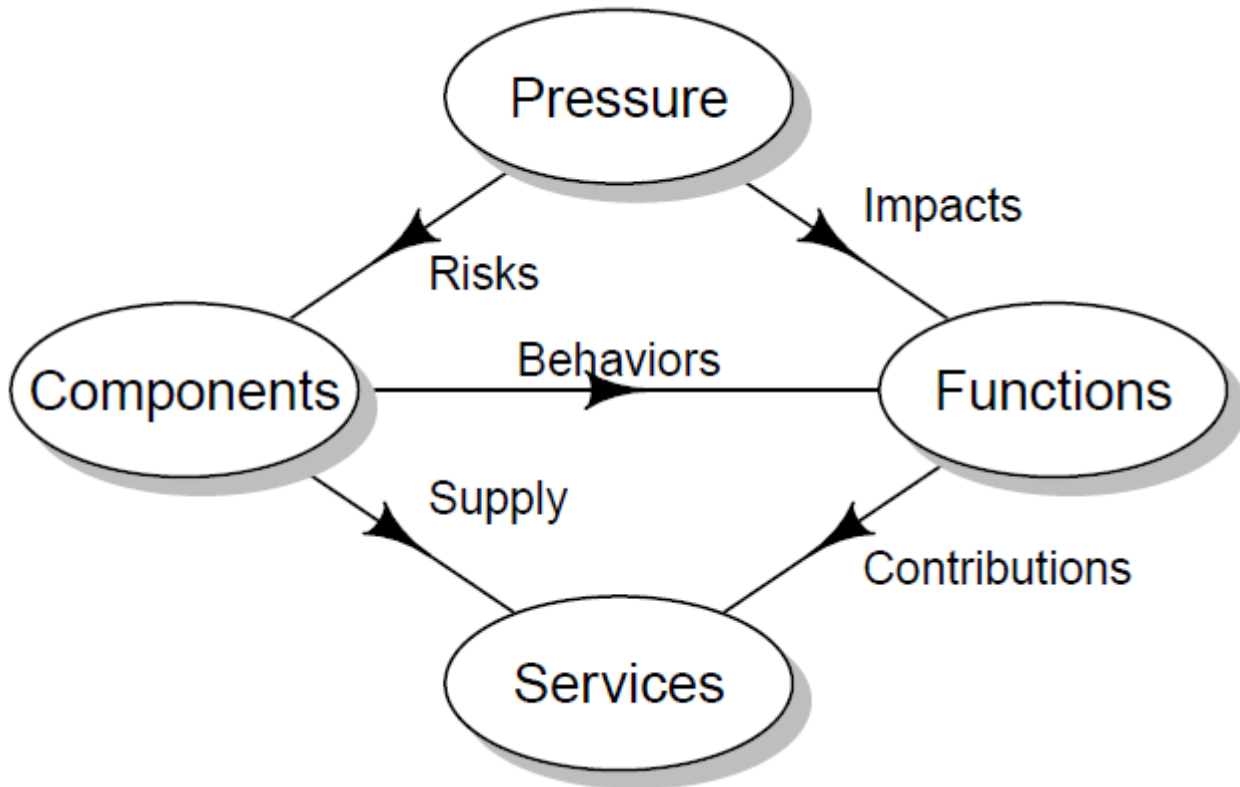 Pressure
Impacts
Risks
Behaviors
Components
Functions
Supply
Contributions
Services